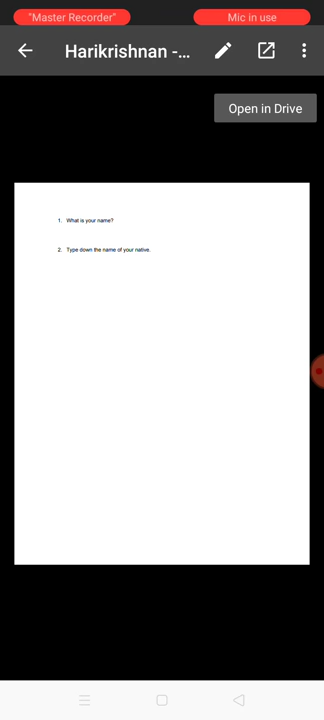 "Master Recorder"
Mic in use
Harikrishnan -...
Open in Drive
1. What is your name?
2. Type down the name of your native.